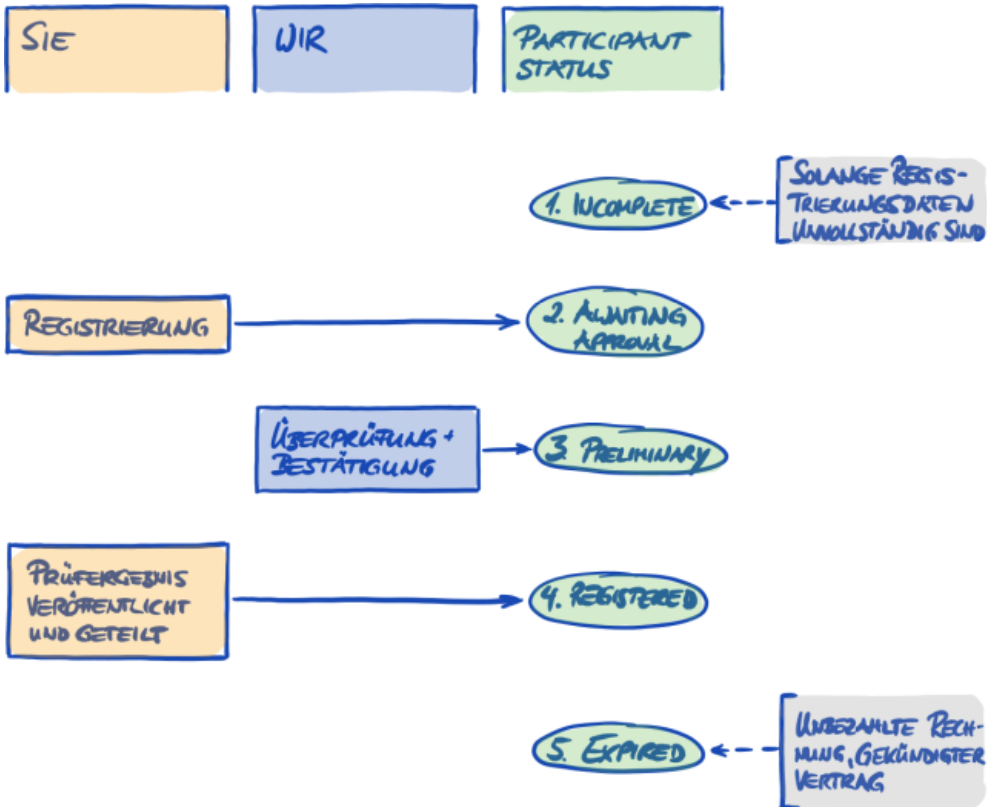 SIE
WIR
PARTICIPANT
STATUS
1. INCOMPLETE
SOLANGE REGIS-
TRIERUNGSDATEN
UNVOLLSTÄNDIG SIND
REGISTRIERUNG
2. AWAITING
APPROVAL
ÜBERPRÜFUNG +
BESTÄTIGUNG
3. PRELIMINARY
PRÜFERGEBNIS
VERÖFFENTLICHT
UND GETEILT
4. REGISTERED
5. EXPIRED
UNBEZAHLTE RECH-
NUNG, GEKÜNDIGTER
VERTRAG